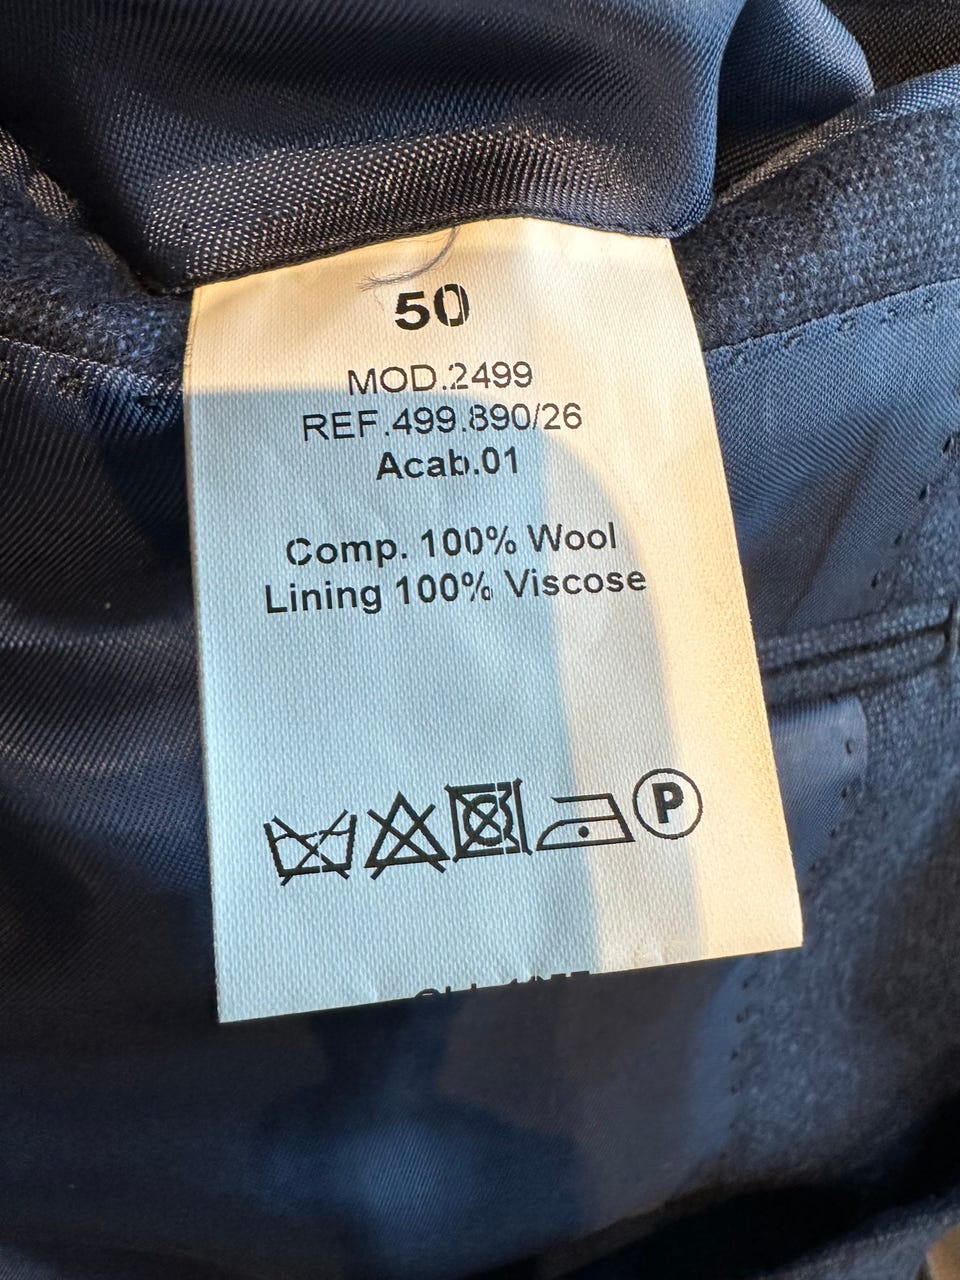 50
MOD.2499
REF.499.890/26
Acab.01
Comp. 100% Wool
Lining 100% Viscose
P